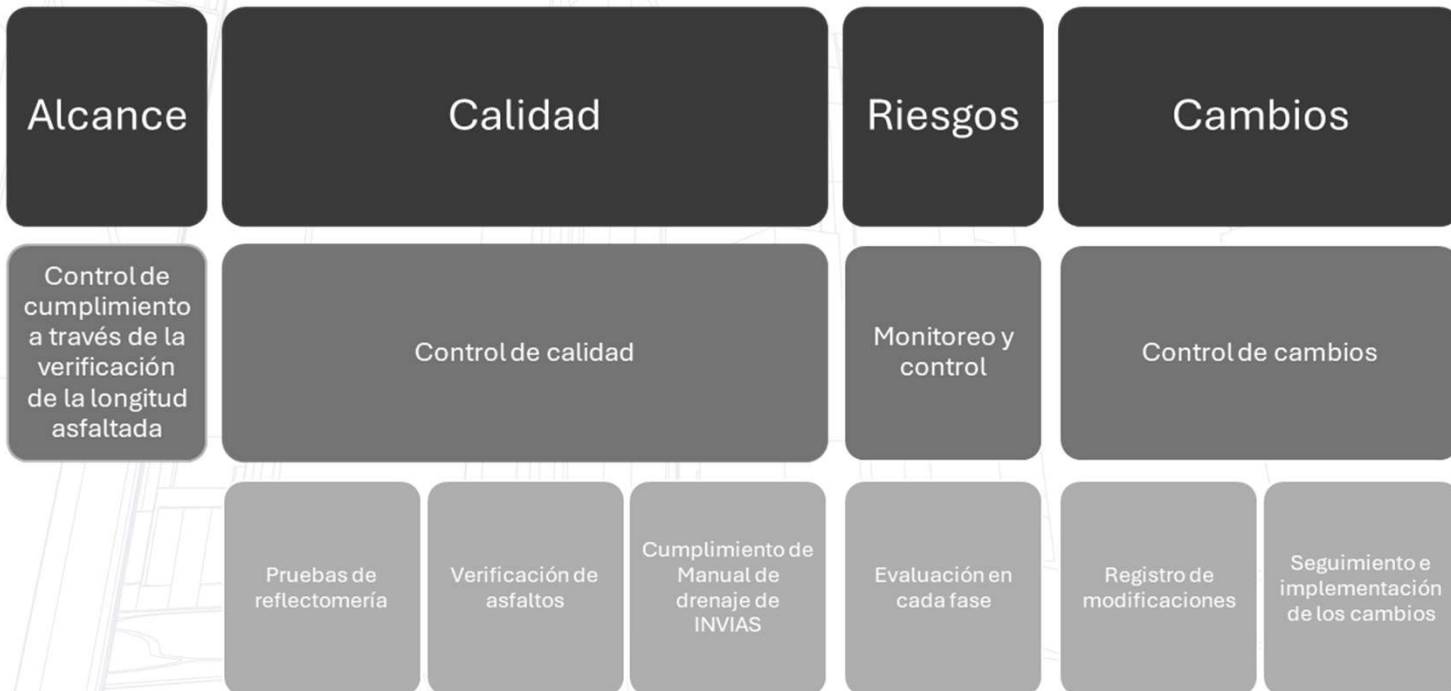 Alcance
Calidad
Riesgos
Cambios
Control de
cumplimiento
a través de la
verificación
de la longitud
asfaltada
Control de calidad
Monitoreo y
control
Control de cambios
Pruebas de
reflectomería
Verificación de
asfaltos
Cumplimiento de
Manual de
drenaje de
INVIAS
Evaluación en
cada fase
Registro de
modificaciones
Seguimiento e
implementación
de los cambios